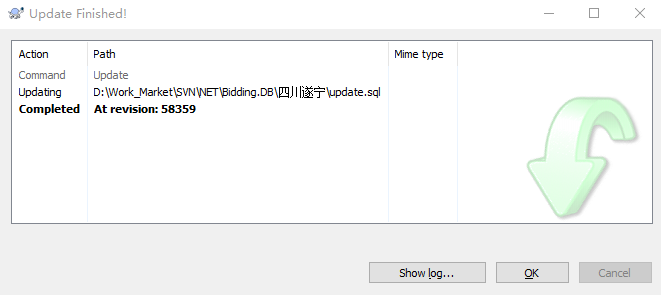 Update Finished!
Action Path Mime type
Command Update
Updating D:\Work_Market\SVN\NET\Bidding.DB\四川遂宁\update.sql
Completed At revision: 58359
Show log... OK Cancel